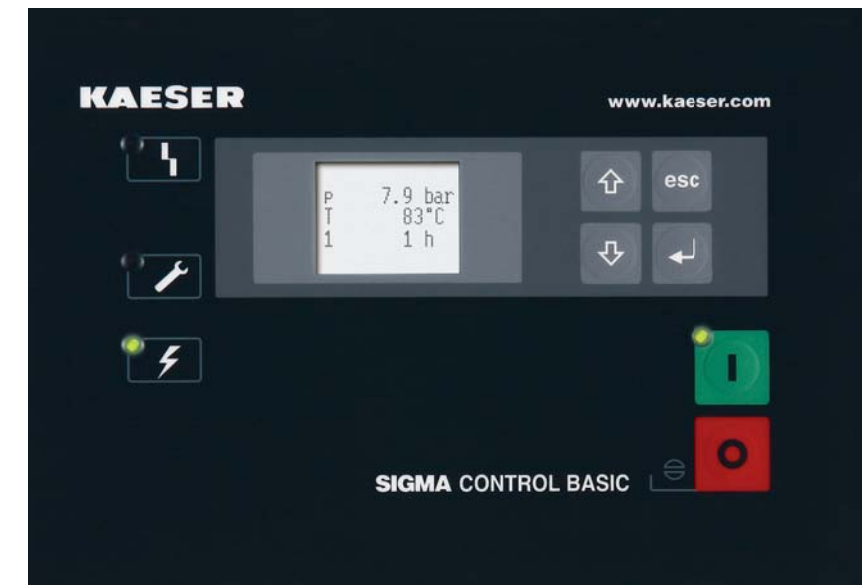 KAESER
www.kaeser.com
p 7.9 bar
T 83°C
1 1 h
esc
I
O
SIGMA CONTROL BASIC